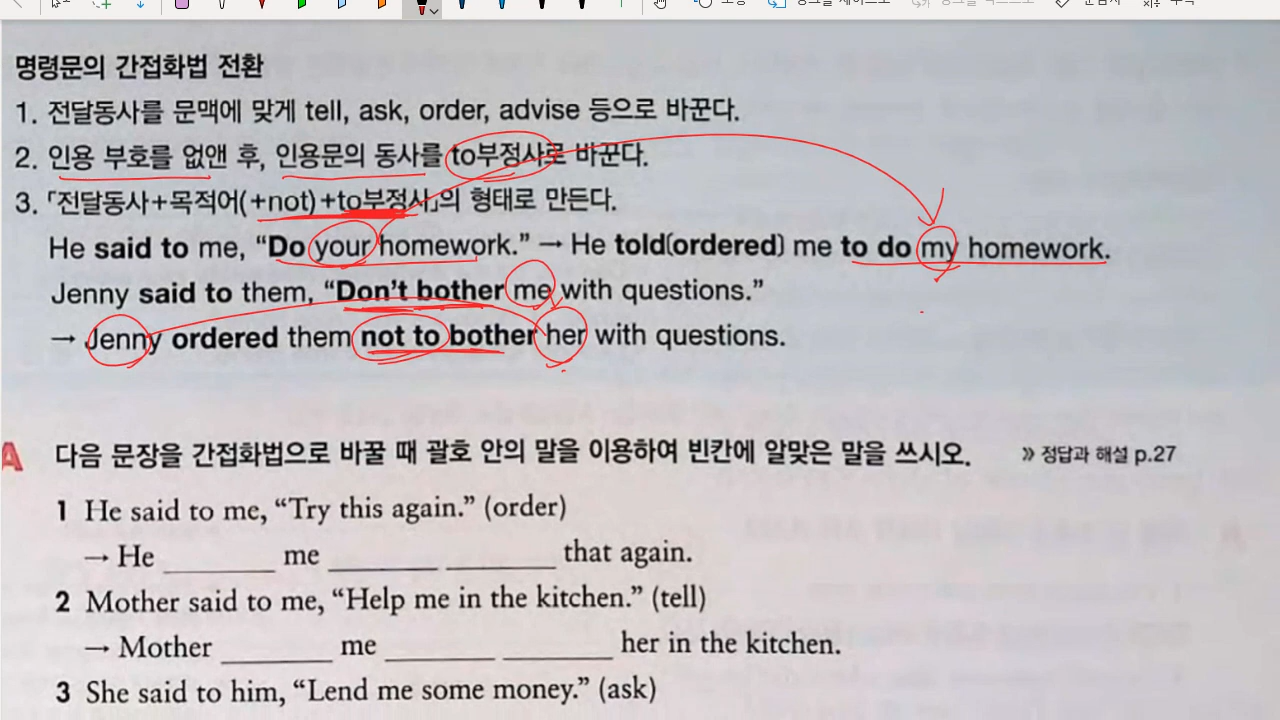 명령문의 간접화법 전환
1. 전달동사를 문맥에 맞게 tell, ask, order, advise 등으로 바꾼다.
2. 인용 부호를 없앤 후, 인용문의 동사를 to부정사로 바꾼다.
3. 「전달동사+목적어(+not)+to부정사」의 형태로 만든다.
He said to me, “Do your homework.” → He told(ordered) me to do my homework.
Jenny said to them, “Don't bother me with questions.”
→ Jenny ordered them not to bother her with questions.
A 다음 문장을 간접화법으로 바꿀 때 괄호 안의 말을 이용하여 빈칸에 알맞은 말을 쓰시오. » 정답과 해설 p.27
1 He said to me, “Try this again.” (order)
→ He ________ me ________ ________ that again.
2 Mother said to me, “Help me in the kitchen.” (tell)
→ Mother ________ me ________ ________ her in the kitchen.
3 She said to him, “Lend me some money.” (ask)